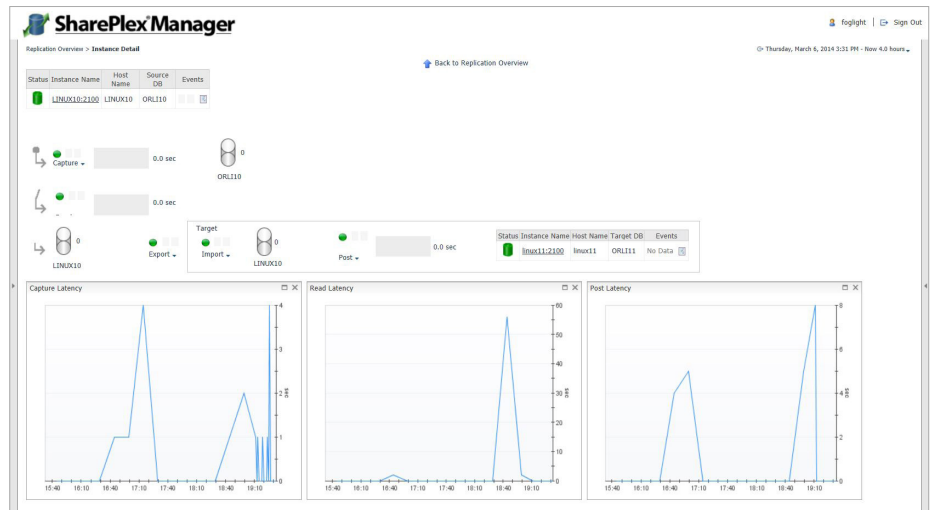 SharePlex Manager
foglight | Sign Out
Replication Overview > Instance Detail
Thursday, March 6, 2014 3:31 PM - Now 4.0 hours
Back to Replication Overview
Status Instance Name Host Name Source DB Events
LINUX10:2100 LINUX10 ORLI10
Capture
0.0 sec
0
ORLI10
0.0 sec
0
LINUX10
Export
Target
Import
0
LINUX10
Post
0.0 sec
Status Instance Name Host Name Target DB Events
linux11:2100 linux11 ORLI11 No Data
Capture Latency
4
3
2
1
0
secs
15:40 16:10 16:40 17:10 17:40 18:10 18:40 19:10
Read Latency
60
50
40
30
20
10
0
secs
15:40 16:10 16:40 17:10 17:40 18:10 18:40 19:10
Post Latency
8
6
4
2
0
secs
15:40 16:10 16:40 17:10 17:40 18:10 18:40 19:10